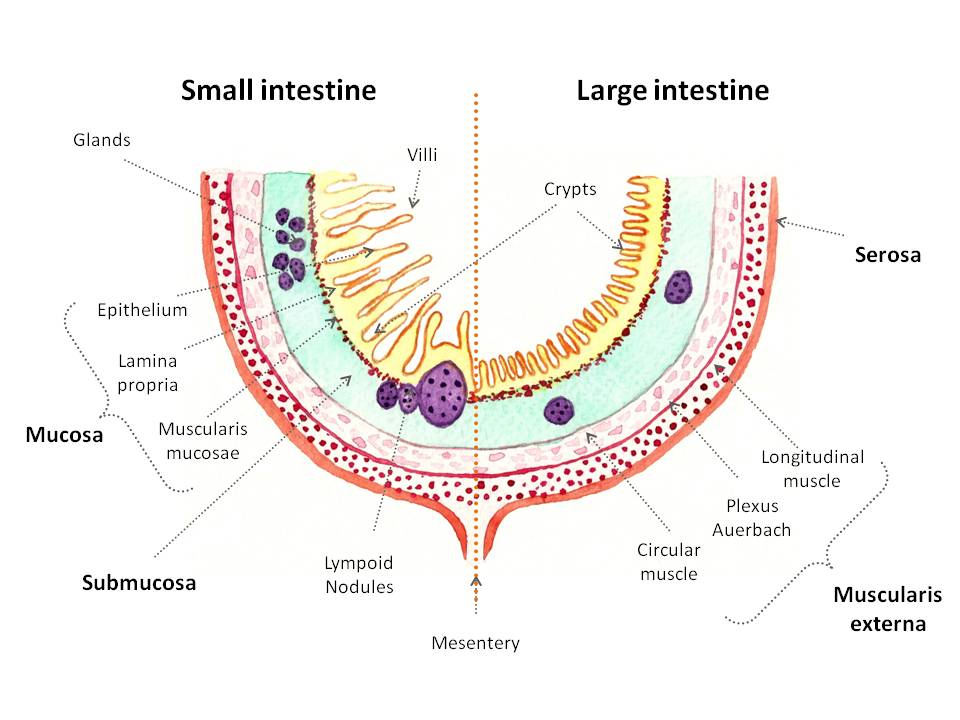 Small intestine
Large intestine
Glands
Villi
Crypts
Serosa
Epithelium
Lamina
propria
Mucosa
Muscularis
mucosae
Longitudinal
muscle
Plexus
Auerbach
Circular
muscle
Lympoid
Nodules
Submucosa
Muscularis
externa
Mesentery